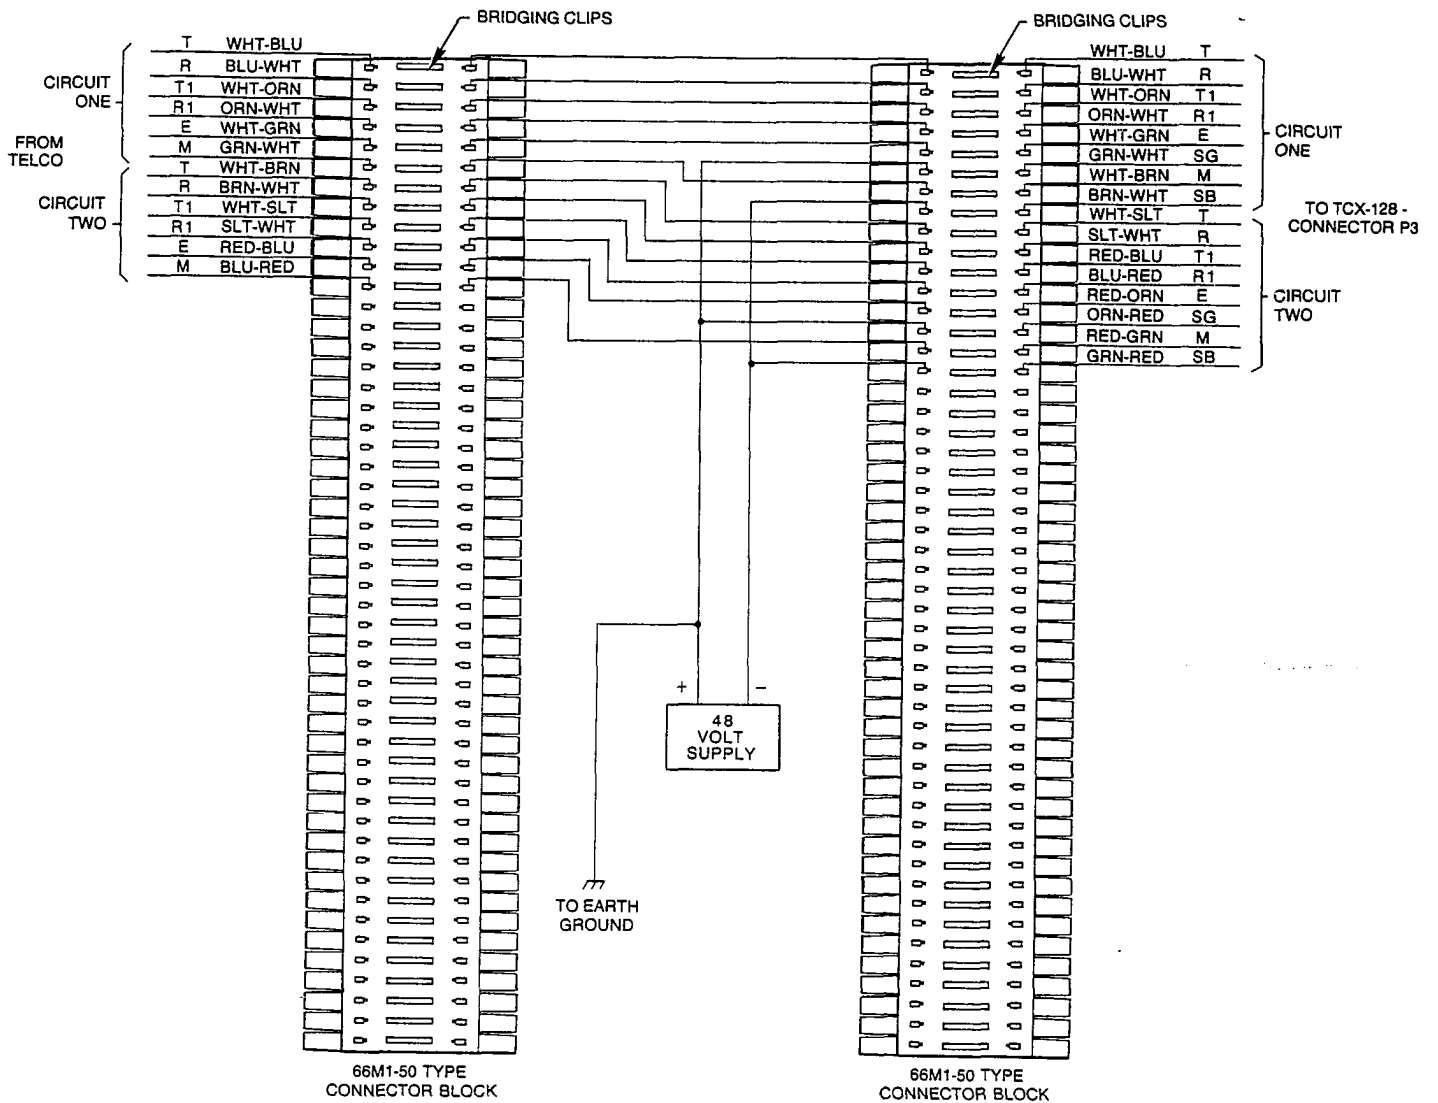 BRIDGING CLIPS
BRIDGING CLIPS
FROM TELCO
CIRCUIT ONE
T WHT-BLU
R BLU-WHT
T1 WHT-ORN
R1 ORN-WHT
E WHT-GRN
M GRN-WHT
CIRCUIT TWO
T WHT-BRN
R BRN-WHT
T1 WHT-SLT
R1 SLT-WHT
E RED-BLU
M BLU-RED
WHT-BLU T
BLU-WHT R
WHT-ORN T1
ORN-WHT R1
WHT-GRN E
GRN-WHT SG
WHT-BRN M
BRN-WHT SB
CIRCUIT ONE
WHT-SLT T
SLT-WHT R
RED-BLU T1
BLU-RED R1
RED-ORN E
ORN-RED SG
RED-GRN M
GRN-RED SB
CIRCUIT TWO
TO TCX-128 -
CONNECTOR P3
+ −
48
VOLT
SUPPLY
TO EARTH
GROUND
66M1-50 TYPE
CONNECTOR BLOCK
66M1-50 TYPE
CONNECTOR BLOCK